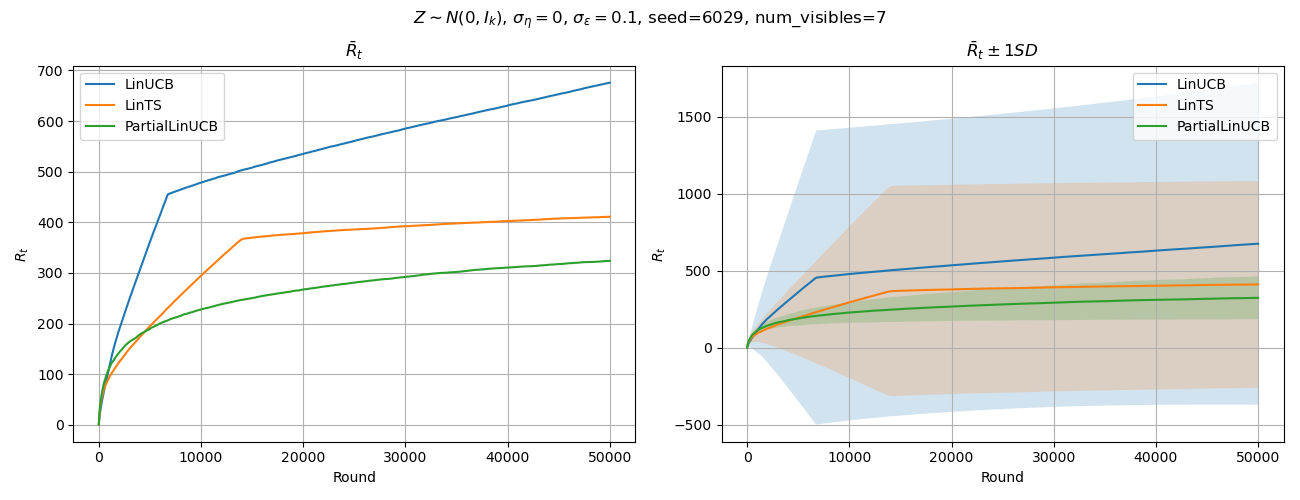 Z ~ N(0, I_k), σ_η = 0, σ_ε = 0.1, seed=6029, num_visibles=7
R̄_t
700
600
500
400
300
200
100
0
R_t
LinUCB
LinTS
PartialLinUCB
0 10000 20000 30000 40000 50000
Round
R̄_t ± 1SD
1500
1000
500
0
−500
R_t
LinUCB
LinTS
PartialLinUCB
0 10000 20000 30000 40000 50000
Round